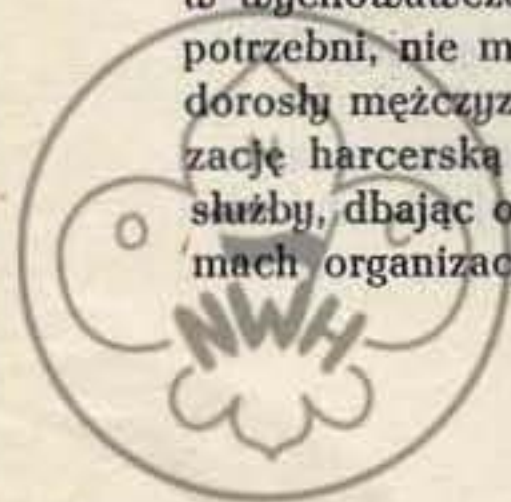 potrzebni, nie m
dorosły mężczyz
zację harcerską
służby, dbając o
mach organizac
NWH